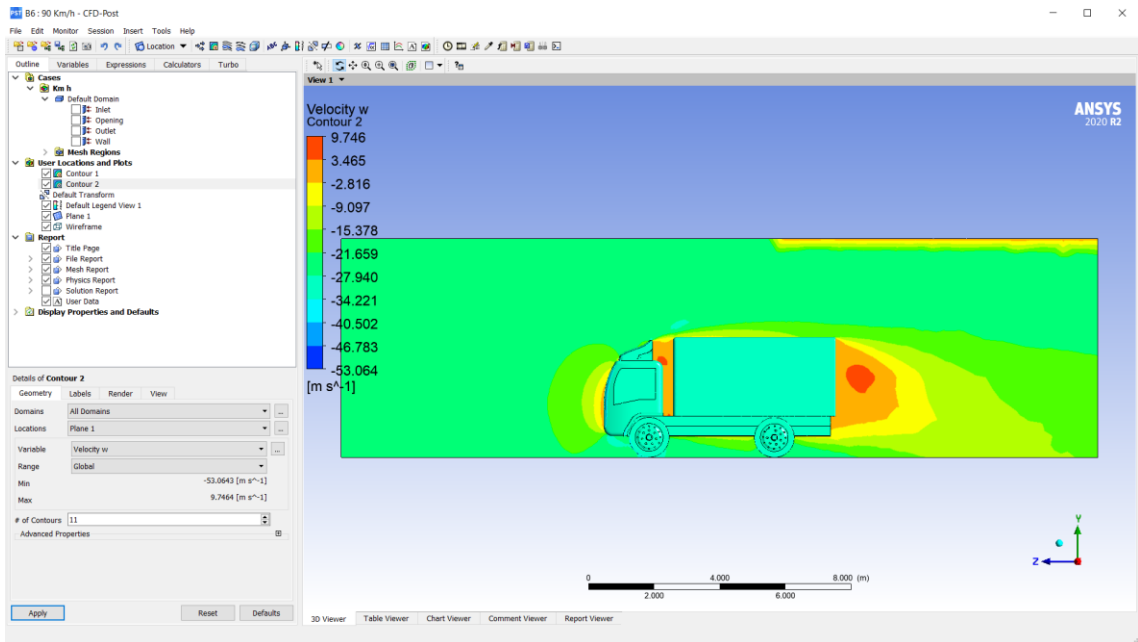 B6 : 90 Km/h - CFD-Post
File Edit Monitor Session Insert Tools Help
Location
Outline Variables Expressions Calculators Turbo
Cases
Km h
Default Domain
Inlet
Opening
Outlet
Wall
Mesh Regions
User Locations and Plots
Contour 1
Contour 2
Default Transform
Default Legend View 1
Plane 1
Wireframe
Report
Title Page
File Report
Mesh Report
Physics Report
Solution Report
User Data
Display Properties and Defaults
Details of Contour 2
Geometry Labels Render View
Domains All Domains ...
Locations Plane 1 ...
Variable Velocity w ...
Range Global
Min -53.0643 [m s^-1]
Max 9.7464 [m s^-1]
# of Contours 11
Advanced Properties
Apply Reset Defaults
View 1
Velocity w
Contour 2
9.746
3.465
-2.816
-9.097
-15.378
-21.659
-27.940
-34.221
-40.502
-46.783
-53.064
[m s^-1]
ANSYS
2020 R2
Y
Z
0 4.000 8.000 (m)
2.000 6.000
3D Viewer Table Viewer Chart Viewer Comment Viewer Report Viewer